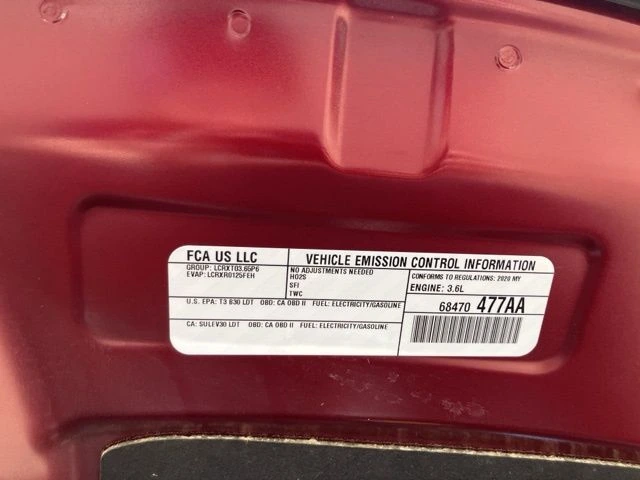 FCA US LLC
GROUP: LCRXT03.65P6
EVAP: LCRXR0125FEH
VEHICLE EMISSION CONTROL INFORMATION
NO ADJUSTMENTS NEEDED
HO2S
SFI
TWC
CONFORMS TO REGULATIONS: 2020 MY
ENGINE: 3.6L
U.S. EPA: T3 B30 LDT OBD: CA OBD II FUEL: ELECTRICITY/GASOLINE
68470 477AA
CA: SULEV30 LDT OBD: CA OBD II FUEL: ELECTRICITY/GASOLINE